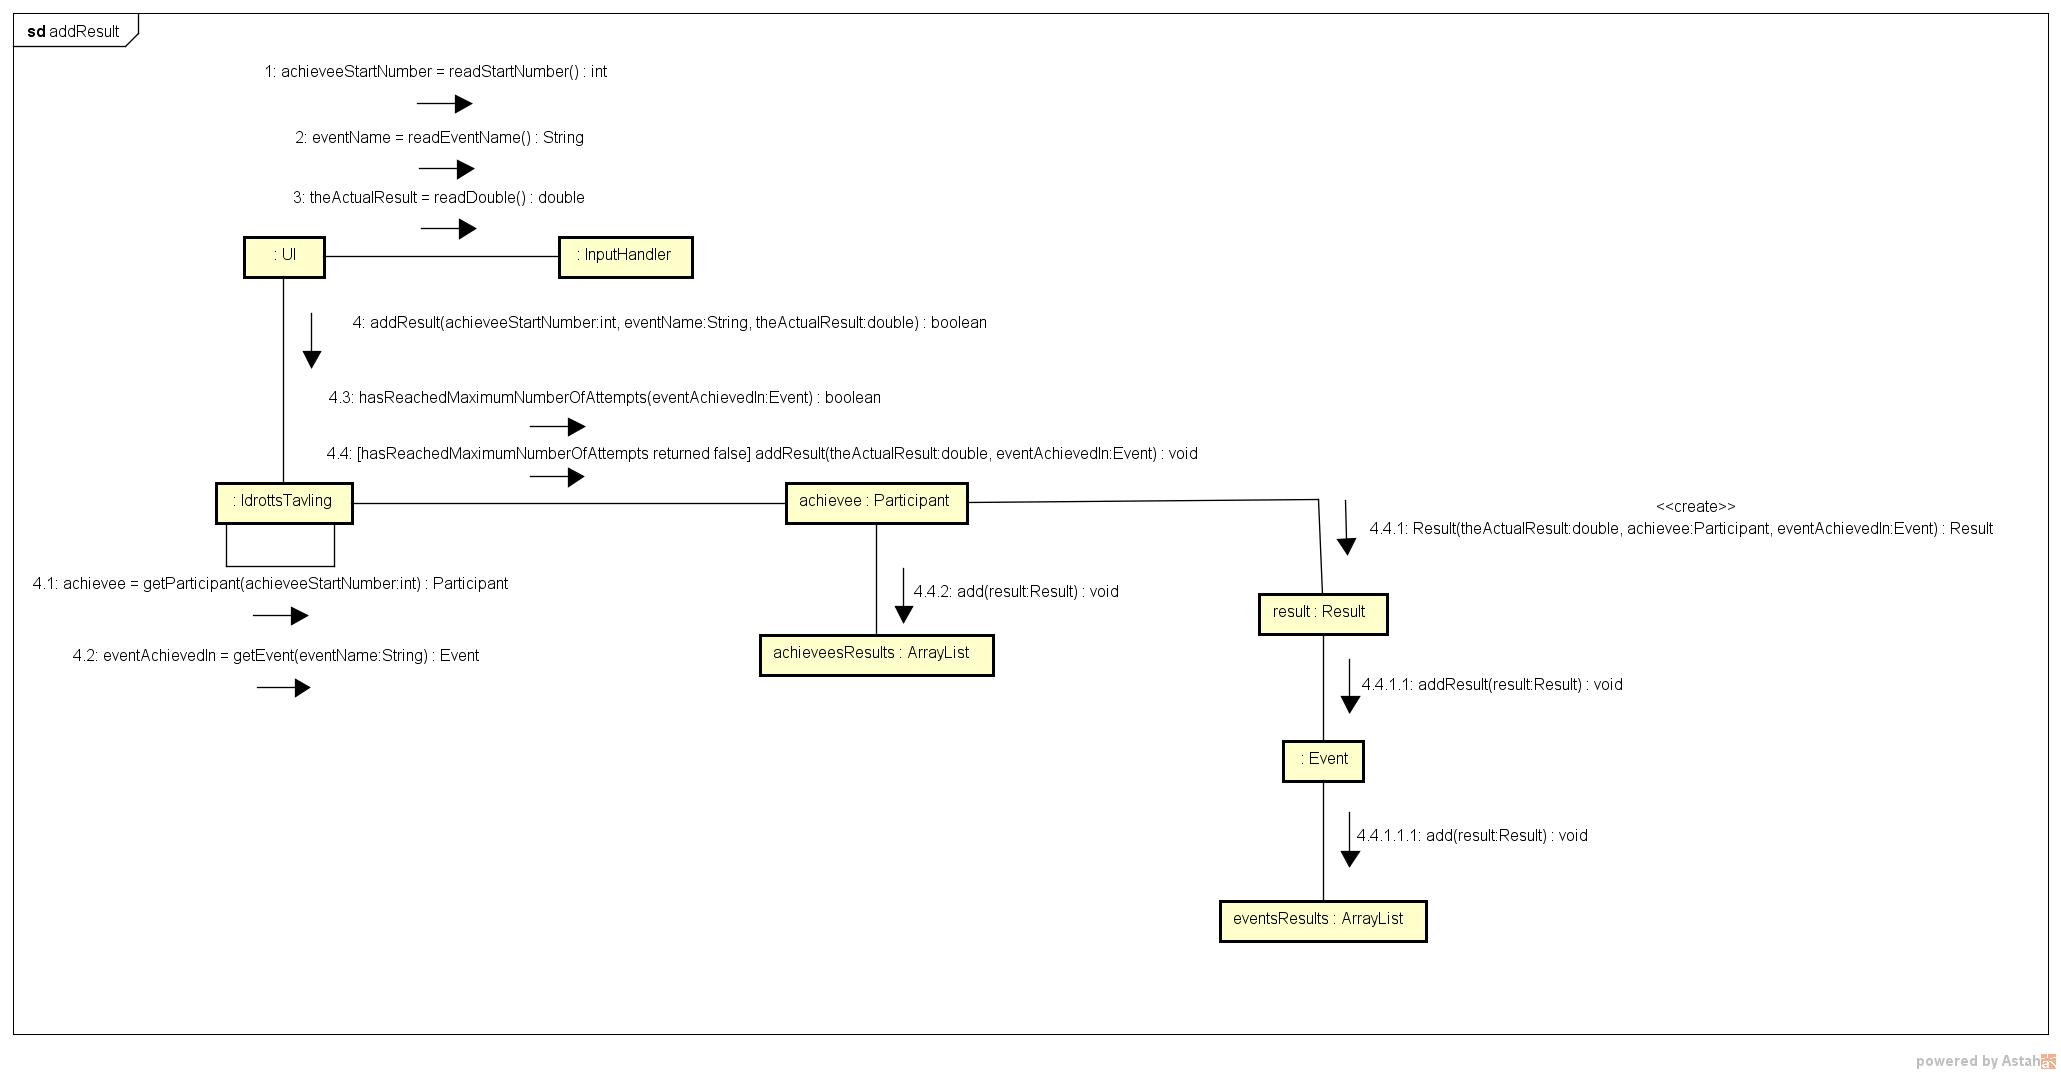 sd addResult
1: achieveeStartNumber = readStartNumber() : int
2: eventName = readEventName() : String
3: theActualResult = readDouble() : double
: UI
: InputHandler
4: addResult(achieveeStartNumber:int, eventName:String, theActualResult:double) : boolean
4.3: hasReachedMaximumNumberOfAttempts(eventAchievedIn:Event) : boolean
4.4: [hasReachedMaximumNumberOfAttempts returned false] addResult(theActualResult:double, eventAchievedIn:Event) : void
: IdrottsTavling
achievee : Participant
<<create>>
4.4.1: Result(theActualResult:double, achievee:Participant, eventAchievedIn:Event) : Result
4.1: achievee = getParticipant(achieveeStartNumber:int) : Participant
4.4.2: add(result:Result) : void
result : Result
4.2: eventAchievedIn = getEvent(eventName:String) : Event
achieveesResults : ArrayList
4.4.1.1: addResult(result:Result) : void
: Event
4.4.1.1.1: add(result:Result) : void
eventsResults : ArrayList
powered by Astah